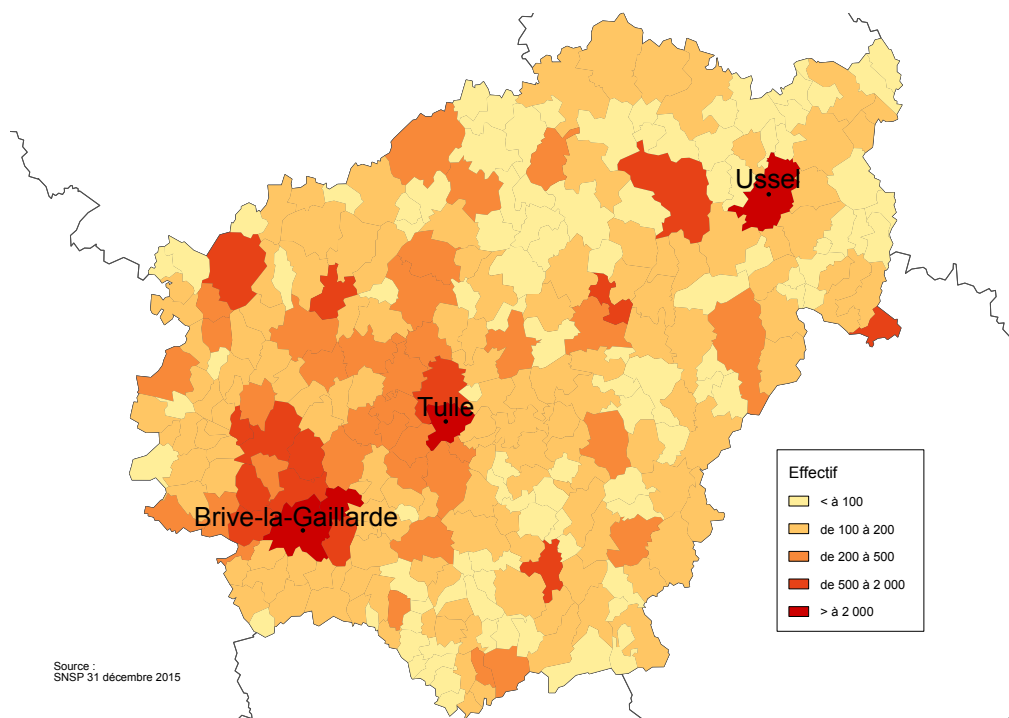 Ussel
Tulle
Brive-la-Gaillarde
Effectif
< à 100
de 100 à 200
de 200 à 500
de 500 à 2 000
> à 2 000
Source :
SNSP 31 décembre 2015